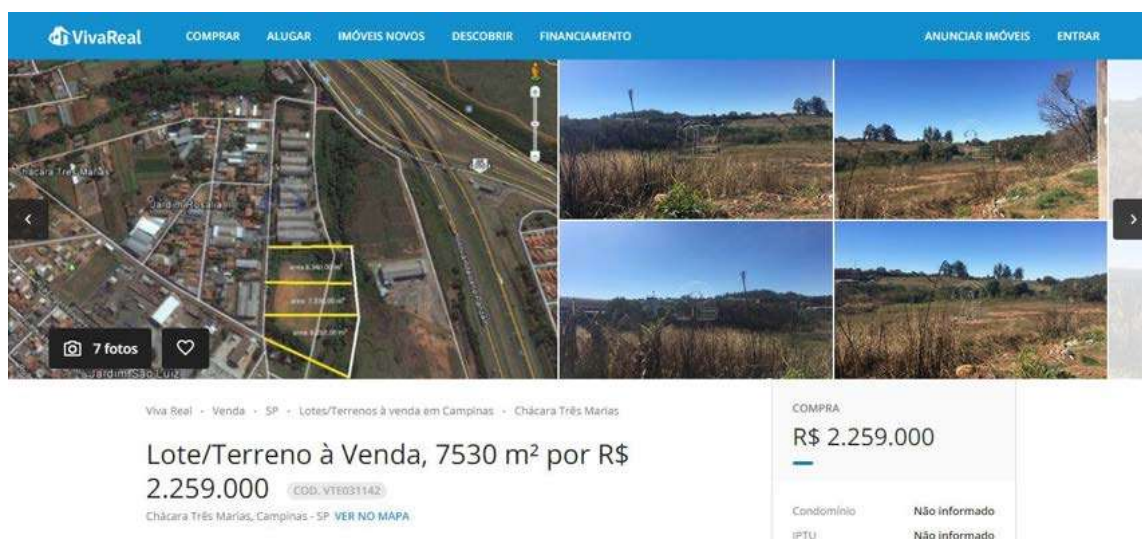 VivaReal COMPRAR ALUGAR IMÓVEIS NOVOS DESCOBRIR FINANCIAMENTO ANUNCIAR IMÓVEIS ENTRAR
Chácara Três Marias
Jardim Rosália
Jardim São Luiz
7 fotos
Viva Real - Venda - SP - Lotes/Terrenos à venda em Campinas - Chácara Três Marias
Lote/Terreno à Venda, 7530 m² por R$
2.259.000 COD. VTE031142
Chácara Três Marias, Campinas - SP VER NO MAPA
COMPRA
R$ 2.259.000
Condomínio Não informado
IPTU Não informado